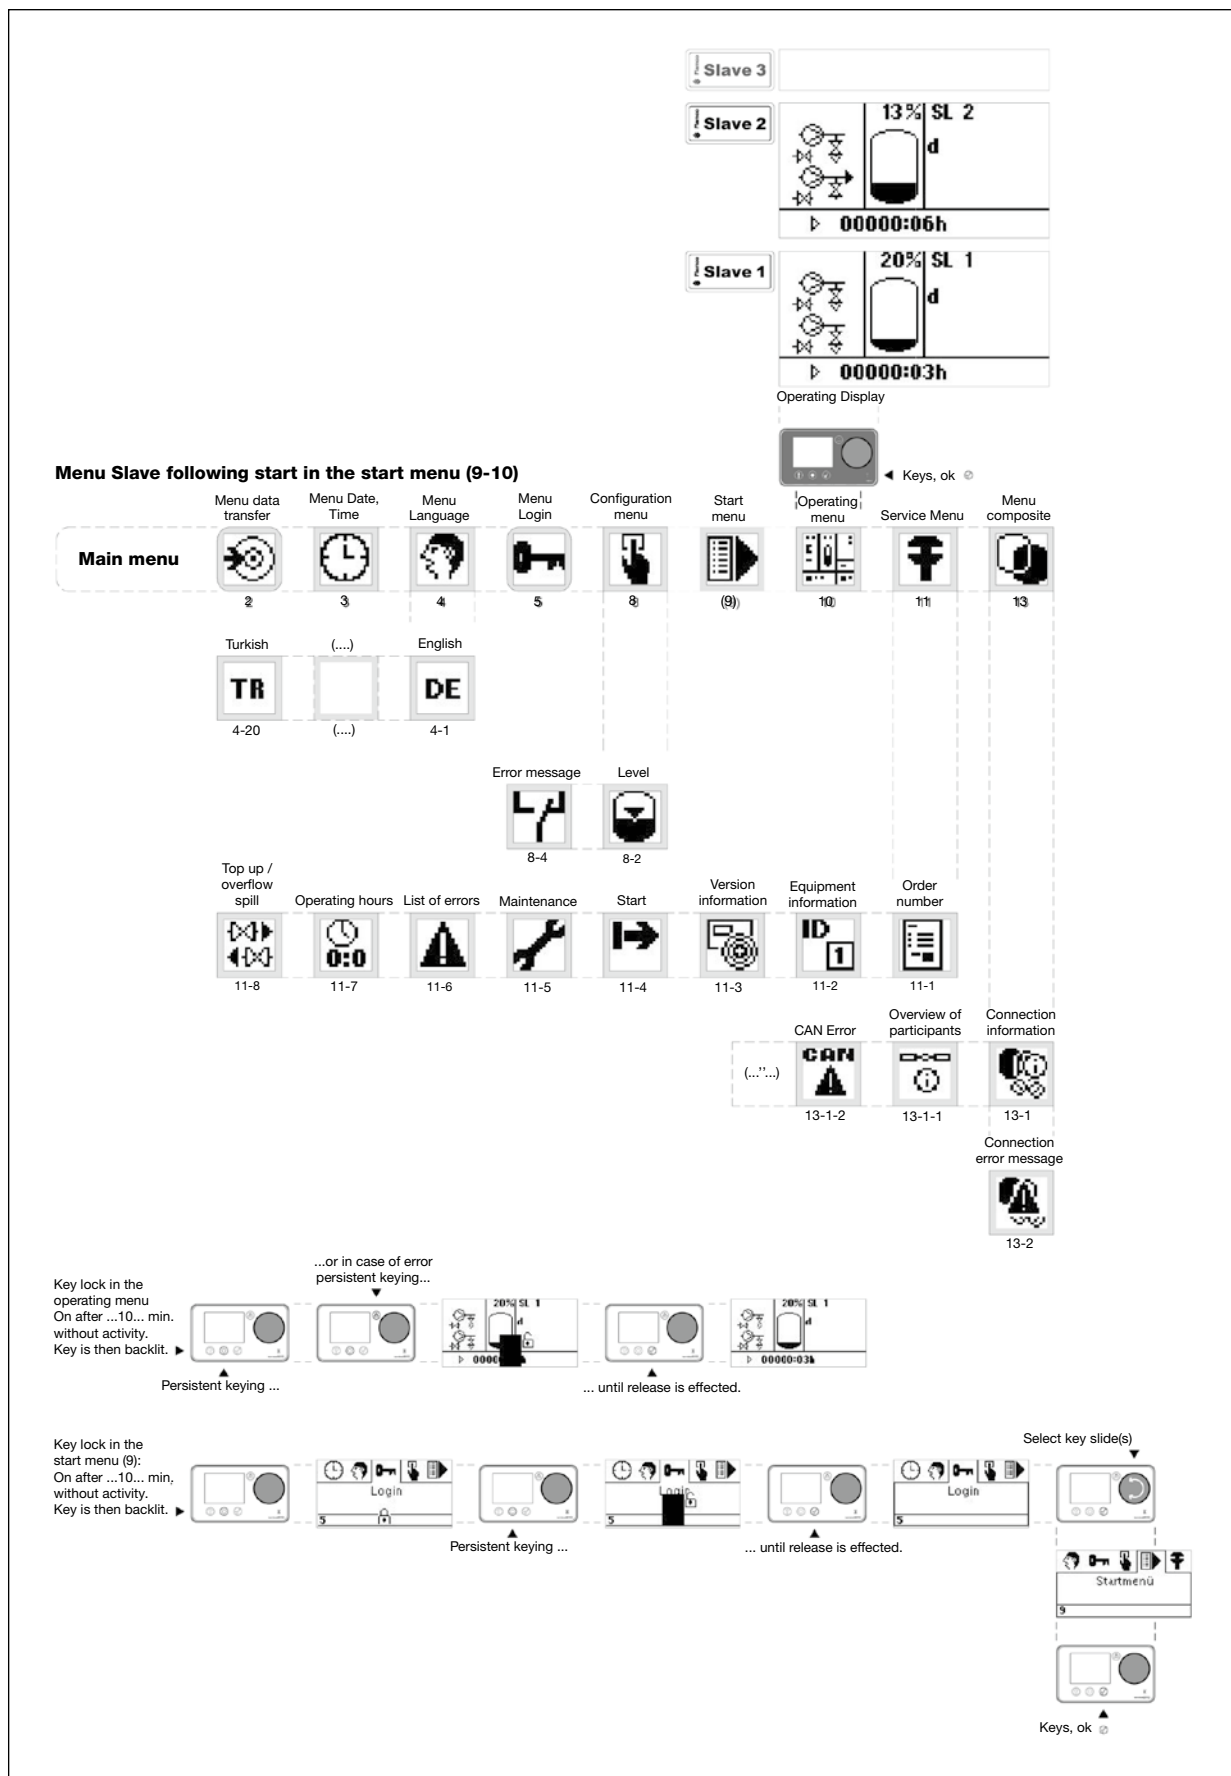 Slave 3
Slave 2
13% SL 2
d
00000:06h
Slave 1
20% SL 1
d
00000:03h
Operating Display
Keys, ok
Menu Slave following start in the start menu (9-10)
Main menu
Menu data
transfer
2
Menu Date,
Time
3
Menu
Language
4
Menu
Login
5
Configuration
menu
8
Start
menu
(9)
Operating
menu
10
Service Menu
11
Menu
composite
13
Turkish
TR
4-20
(....)
(....)
English
DE
4-1
Error message
8-4
Level
8-2
Top up /
overflow
spill
11-8
Operating hours
0:0
11-7
List of errors
11-6
Maintenance
11-5
Start
11-4
Version
information
11-3
Equipment
information
ID
1
11-2
Order
number
11-1
(...’’...)
CAN Error
CAN
13-1-2
Overview of
participants
13-1-1
Connection
information
13-1
Connection
error message
13-2
Key lock in the
operating menu
On after ...10... min.
without activity.
Key is then backlit.
Persistent keying ...
...or in case of error
persistent keying...
20% SL 1
d
0000
... until release is effected.
20% SL 1
d
00000:03h
Key lock in the
start menu (9):
On after ...10... min,
without activity.
Key is then backlit.
Login
5
Persistent keying ...
Login
5
... until release is effected.
Login
5
Select key slide(s)
Startmenü
9
Keys, ok